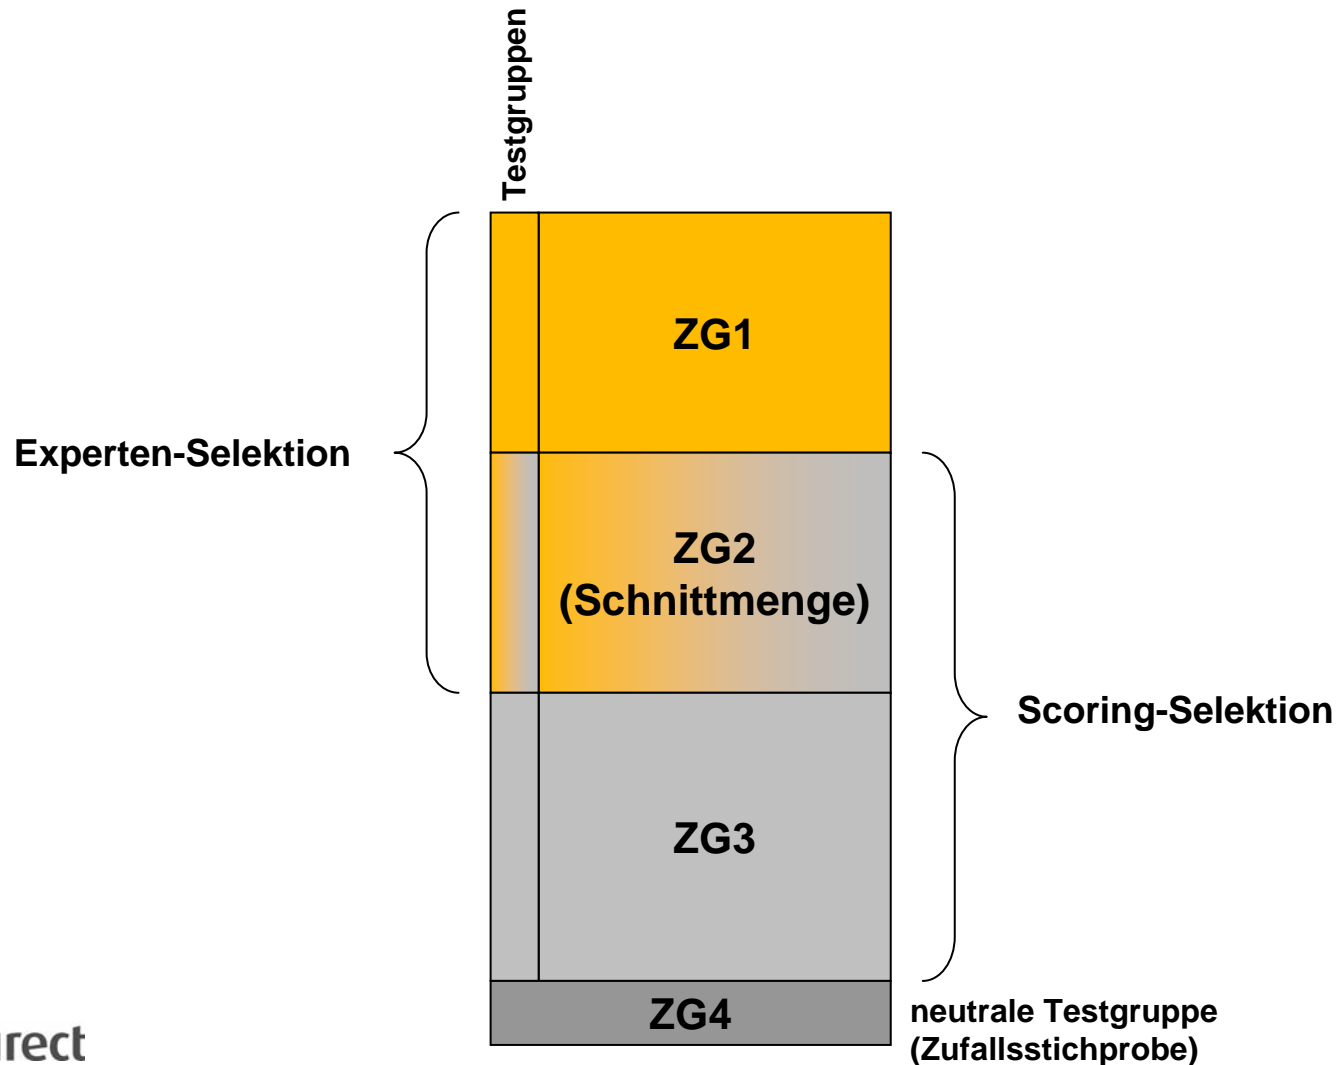 Testgruppen
ZG1
Experten-Selektion
ZG2
(Schnittmenge)
Scoring-Selektion
ZG3
ZG4
neutrale Testgruppe
(Zufallsstichprobe)